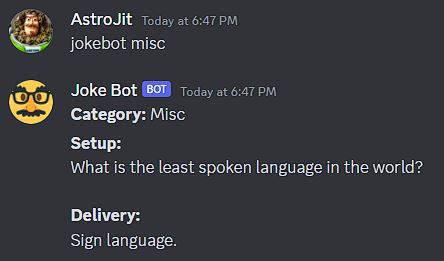 AstroJit Today at 6:47 PM
jokebot misc
Joke Bot BOT Today at 6:47 PM
Category: Misc
Setup:
What is the least spoken language in the world?
Delivery:
Sign language.